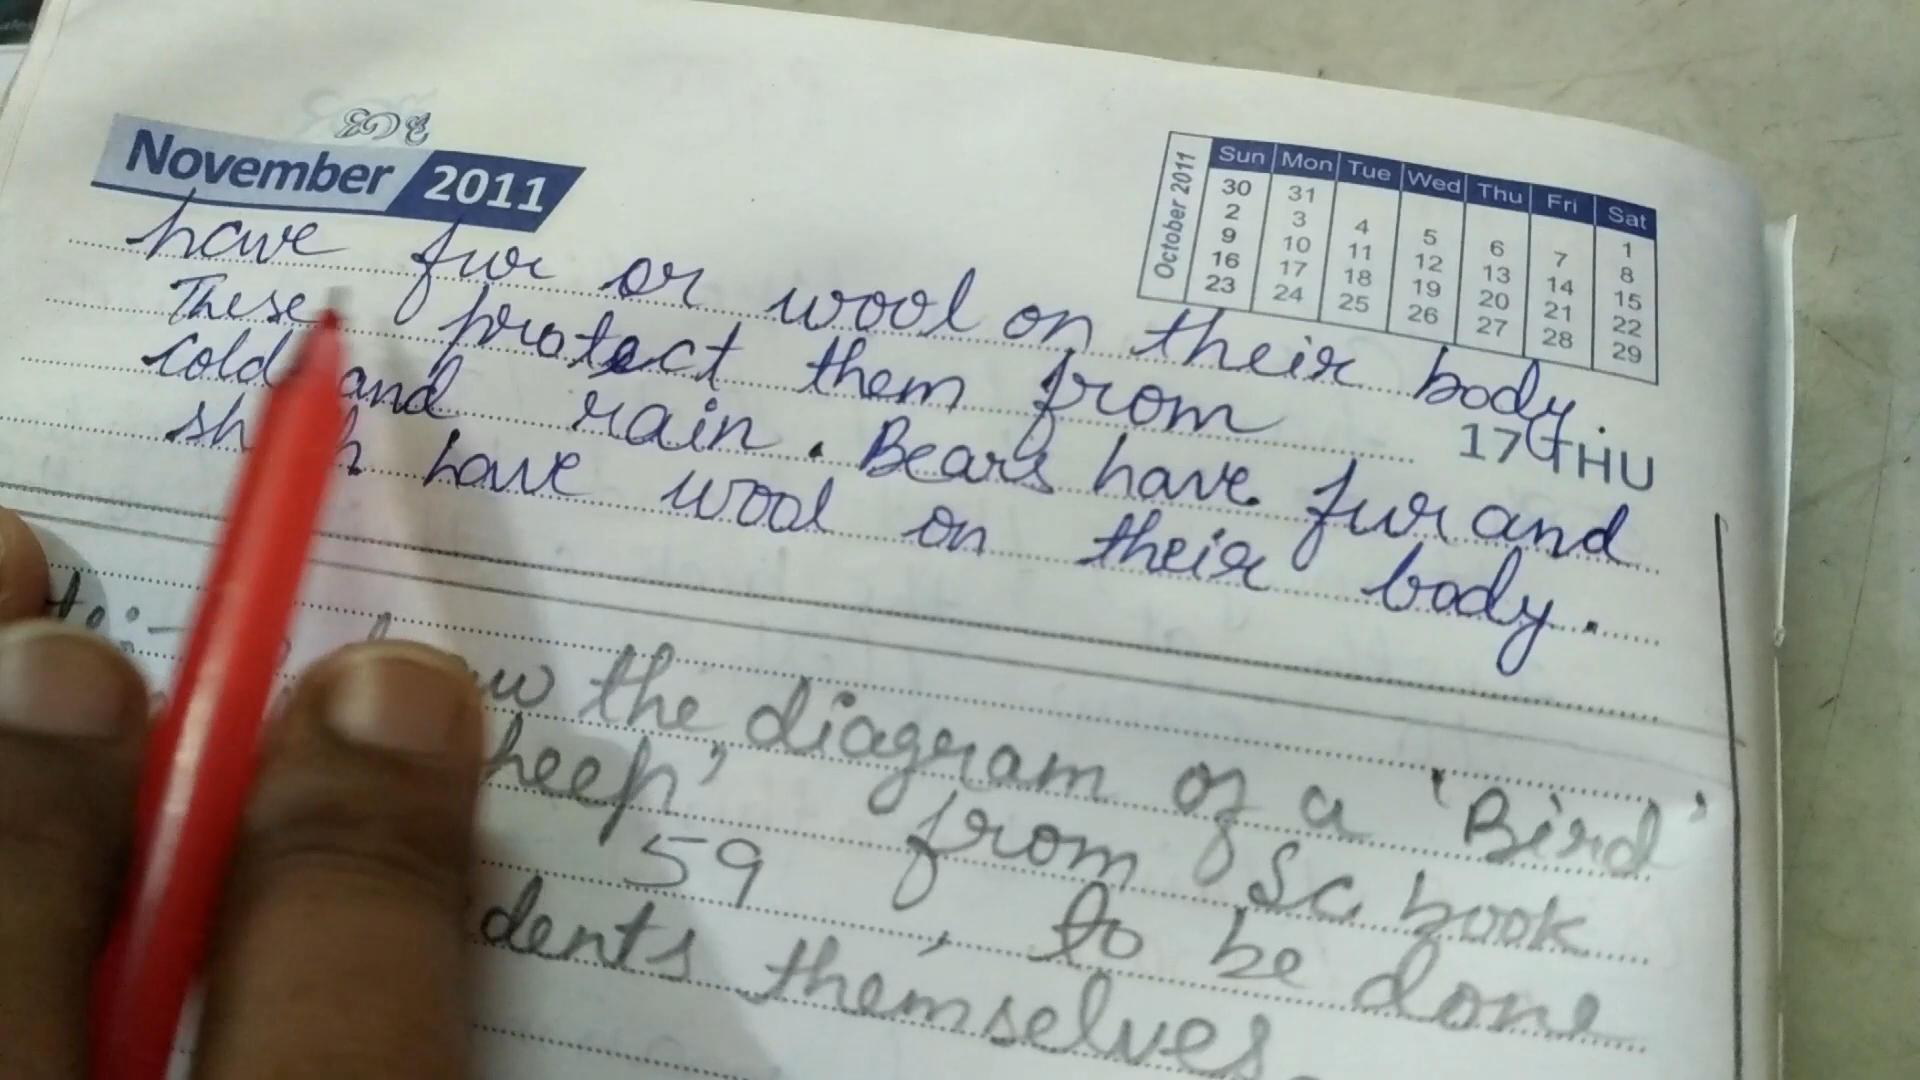 November 2011
October 2011
Sun Mon Tue Wed Thu Fri Sat
30 31 1
2 3 4 5 6 7 8
9 10 11 12 13 14 15
16 17 18 19 20 21 22
23 24 25 26 27 28 29
have fur or wool on their body.
These protect them from
17 THU
cold and rain. Bears have fur and
have wool on their body.
the diagram of a 'Bird'
from Sc. book
59, to be done
themselves.